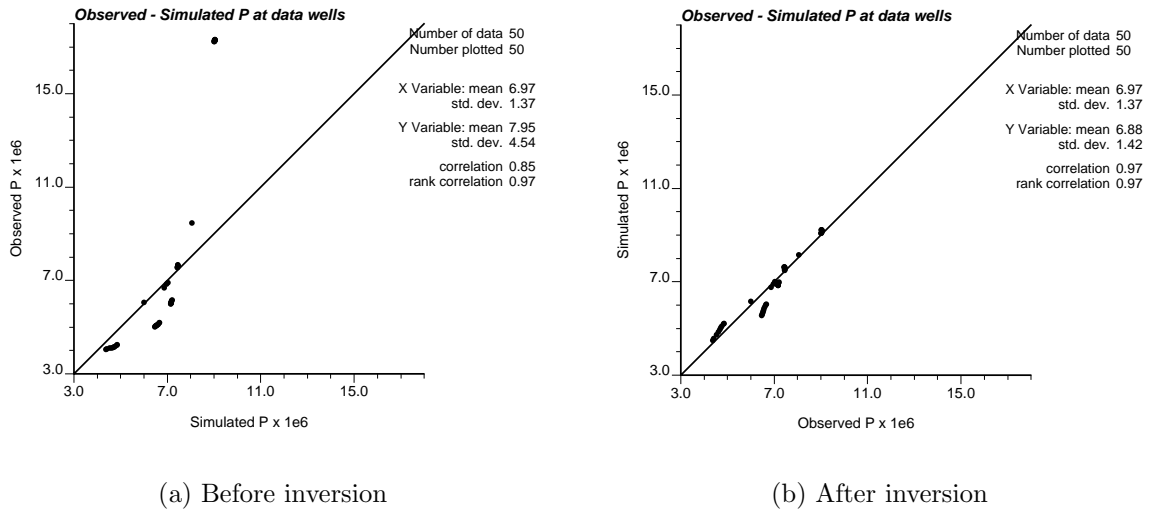 Observed - Simulated P at data wells
Number of data 50
Number plotted 50
X Variable: mean 6.97
std. dev. 1.37
Y Variable: mean 7.95
std. dev. 4.54
correlation 0.85
rank correlation 0.97
Observed P x 1e6
15.0
11.0
7.0
3.0
3.0 7.0 11.0 15.0
Simulated P x 1e6
(a) Before inversion
Observed - Simulated P at data wells
Number of data 50
Number plotted 50
X Variable: mean 6.97
std. dev. 1.37
Y Variable: mean 6.88
std. dev. 1.42
correlation 0.97
rank correlation 0.97
Simulated P x 1e6
15.0
11.0
7.0
3.0
3.0 7.0 11.0 15.0
Observed P x 1e6
(b) After inversion